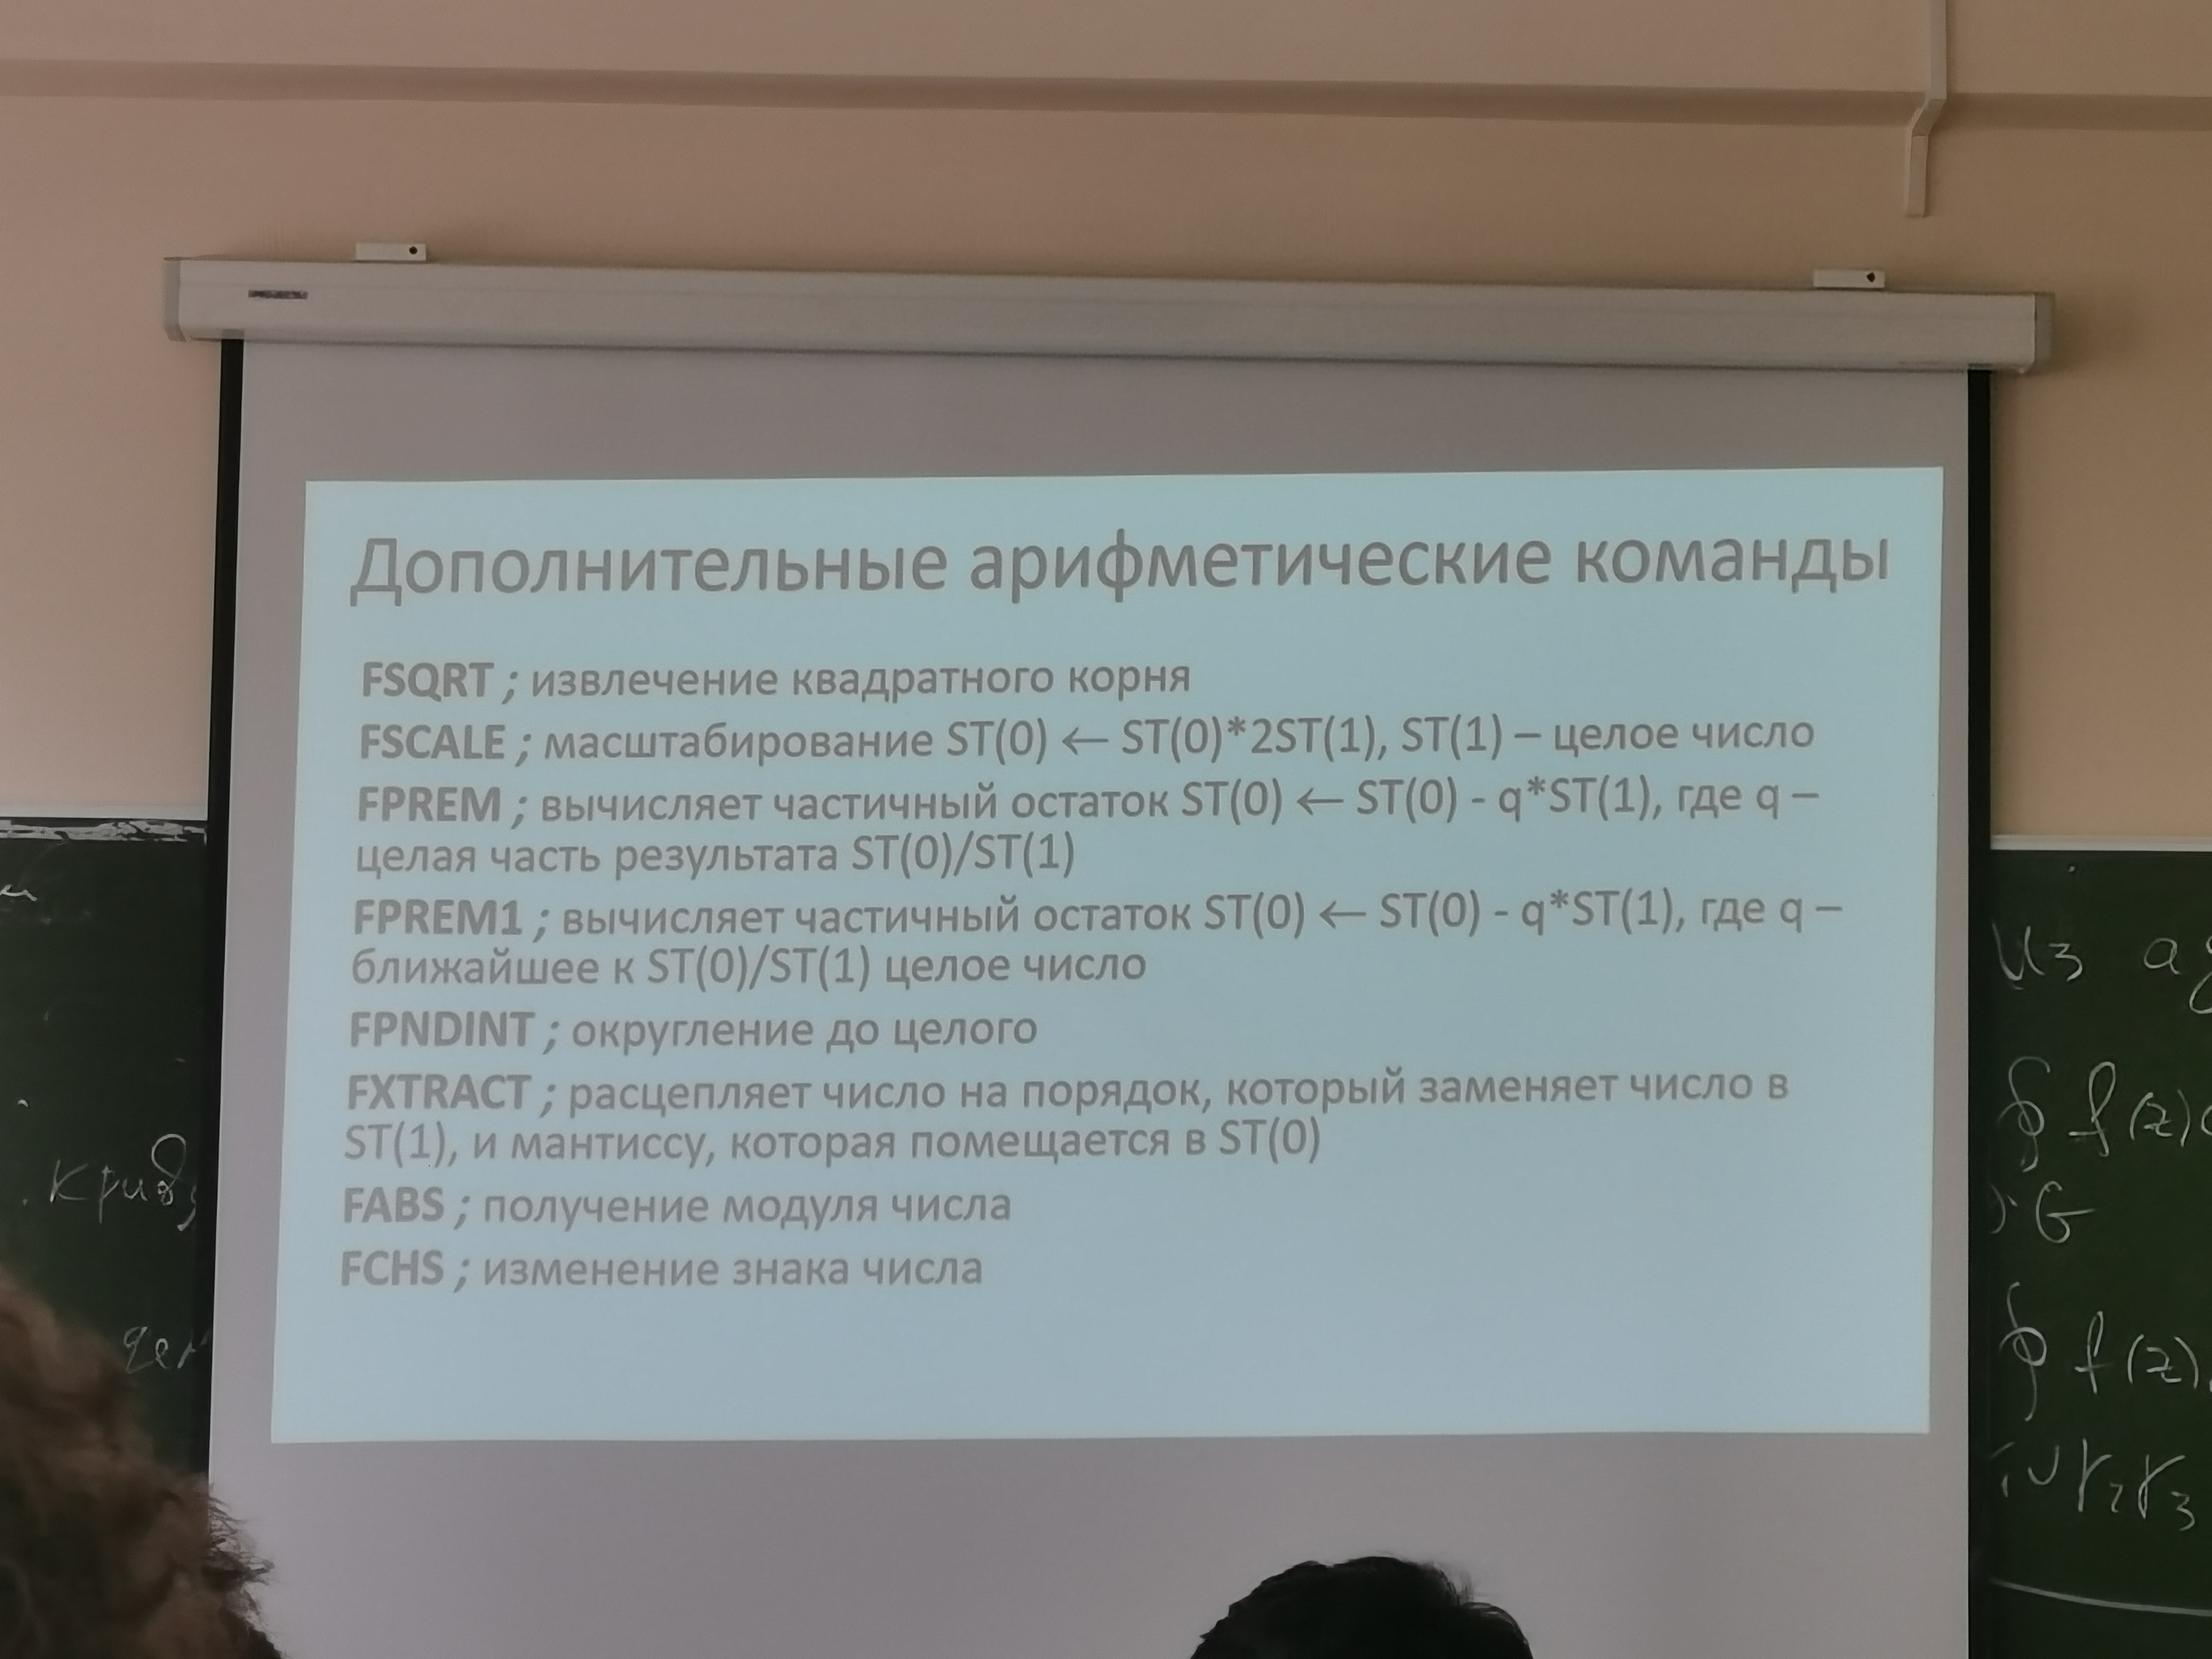 Дополнительные арифметические команды
FSQRT ; извлечение квадратного корня
FSCALE ; масштабирование ST(0) ← ST(0)*2ST(1), ST(1) – целое число
FPREM ; вычисляет частичный остаток ST(0) ← ST(0) - q*ST(1), где q –
целая часть результата ST(0)/ST(1)
FPREM1 ; вычисляет частичный остаток ST(0) ← ST(0) - q*ST(1), где q –
ближайшее к ST(0)/ST(1) целое число
FPNDINT ; округление до целого
FXTRACT ; расцепляет число на порядок, который заменяет число в
ST(1), и мантиссу, которая помещается в ST(0)
FABS ; получение модуля числа
FCHS ; изменение знака числа
Из
∮ f(z)
G
∮ f(z)